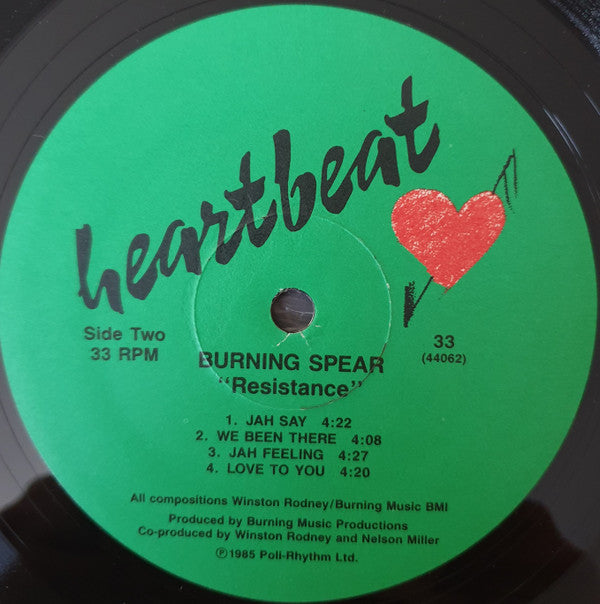 heartbeat
Side Two
33 RPM
33
(44062)
BURNING SPEAR
"Resistance"
1. JAH SAY 4:22
2. WE BEEN THERE 4:08
3. JAH FEELING 4:27
4. LOVE TO YOU 4:20
All compositions Winston Rodney/Burning Music BMI
Produced by Burning Music Productions
Co-produced by Winston Rodney and Nelson Miller
Ⓟ1985 Poli-Rhythm Ltd.